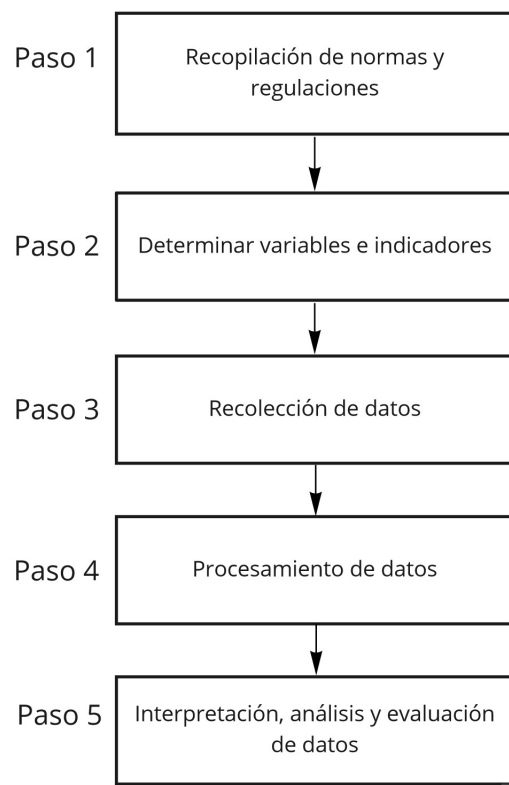 Paso 1
Recopilación de normas y
regulaciones
Paso 2
Determinar variables e indicadores
Paso 3
Recolección de datos
Paso 4
Procesamiento de datos
Paso 5
Interpretación, análisis y evaluación
de datos